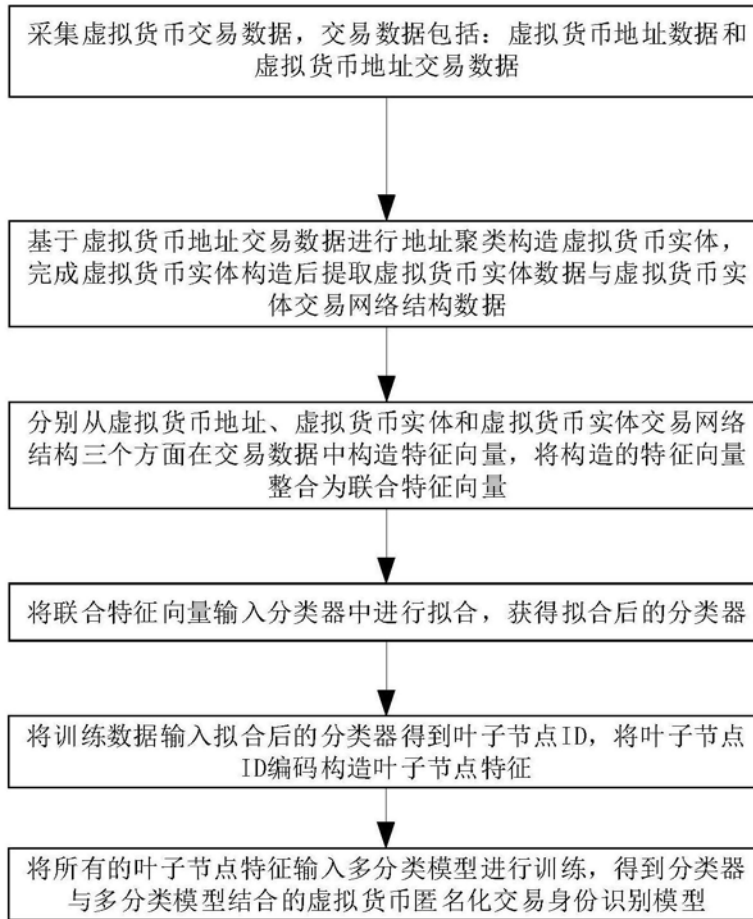 采集虚拟货币交易数据，交易数据包括：虚拟货币地址数据和
虚拟货币地址交易数据
基于虚拟货币地址交易数据进行地址聚类构造虚拟货币实体，
完成虚拟货币实体构造后提取虚拟货币实体数据与虚拟货币实
体交易网络结构数据
分别从虚拟货币地址、虚拟货币实体和虚拟货币实体交易网络
结构三个方面在交易数据中构造特征向量，将构造的特征向量
整合为联合特征向量
将联合特征向量输入分类器中进行拟合，获得拟合后的分类器
将训练数据输入拟合后的分类器得到叶子节点ID，将叶子节点
ID编码构造叶子节点特征
将所有的叶子节点特征输入多分类模型进行训练，得到分类器
与多分类模型结合的虚拟货币匿名化交易身份识别模型